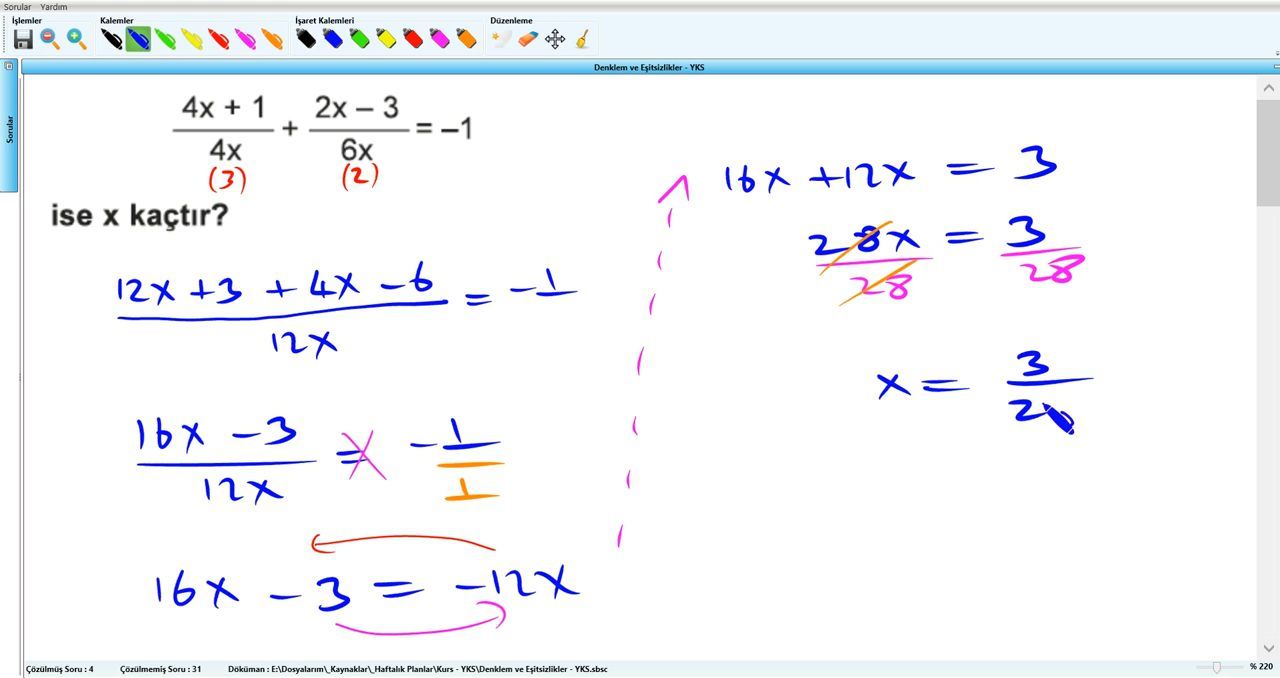 Sorular Yardım
İşlemler Kalemler İşaret Kalemleri Düzenleme
Denklem ve Eşitsizlikler - YKS
Sorular
4x + 1 / 4x + 2x – 3 / 6x = –1
(3) (2)
ise x kaçtır?
12x + 3 + 4x - 6 / 12x = -1
16x - 3 / 12x = - 1 / 1
16x - 3 = -12x
16x + 12x = 3
28x / 28 = 3 / 28
x = 3 / 2
Çözülmüş Soru : 4 Çözülmemiş Soru : 31 Döküman : E:\Dosyalarım\_Kaynaklar\_Haftalık Planlar\Kurs - YKS\Denklem ve Eşitsizlikler - YKS.sbsc % 220